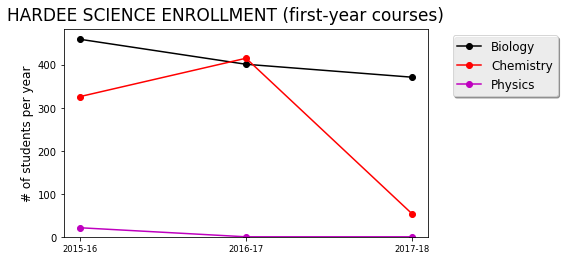 HARDEE SCIENCE ENROLLMENT (first-year courses)
Biology
Chemistry
Physics
# of students per year
400
300
200
100
0
2015-16
2016-17
2017-18